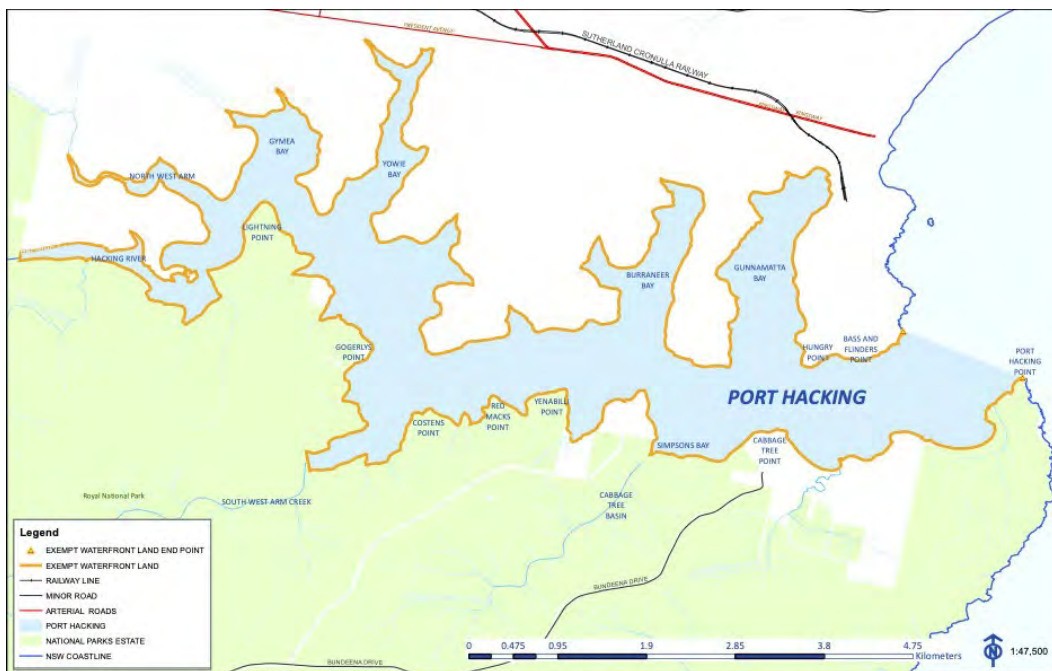 SUTHERLAND CRONULLA RAILWAY
GYMEA
BAY
YOWIE
BAY
NORTH WEST ARM
LIGHTNING
POINT
HACKING RIVER
BURRANEER
BAY
GUNNAMATTA
BAY
GOGERLYS
POINT
HUNGRY
POINT
BASS AND
FLINDERS
POINT
PORT
HACKING
POINT
PORT HACKING
COSTENS
POINT
RED
MACKS
POINT
YENABILLI
POINT
SIMPSONS BAY
CABBAGE
TREE
POINT
Royal National Park
SOUTH WEST ARM CREEK
CABBAGE
TREE
BASIN
BUNDEENA DRIVE
BUNDEENA DRIVE
Legend
EXEMPT WATERFRONT LAND END POINT
EXEMPT WATERFRONT LAND
RAILWAY LINE
MINOR ROAD
ARTERIAL ROADS
PORT HACKING
NATIONAL PARKS ESTATE
NSW COASTLINE
0 0.475 0.95 1.9 2.85 3.8 4.75
Kilometers
N
1:47,500